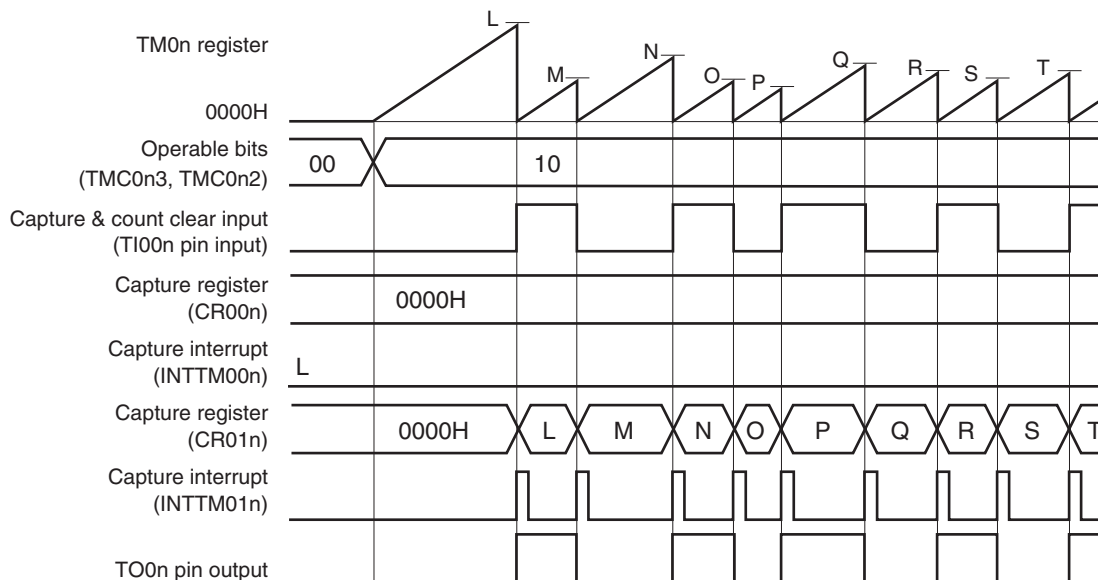 L
N
Q
R
T
TM0n register
M
O
P
S
0000H
Operable bits
(TMC0n3, TMC0n2)
00
10
Capture & count clear input
(TI00n pin input)
Capture register
(CR00n)
0000H
Capture interrupt
(INTTM00n)
L
Capture register
(CR01n)
0000H L M N O P Q R S T
Capture interrupt
(INTTM01n)
TO0n pin output